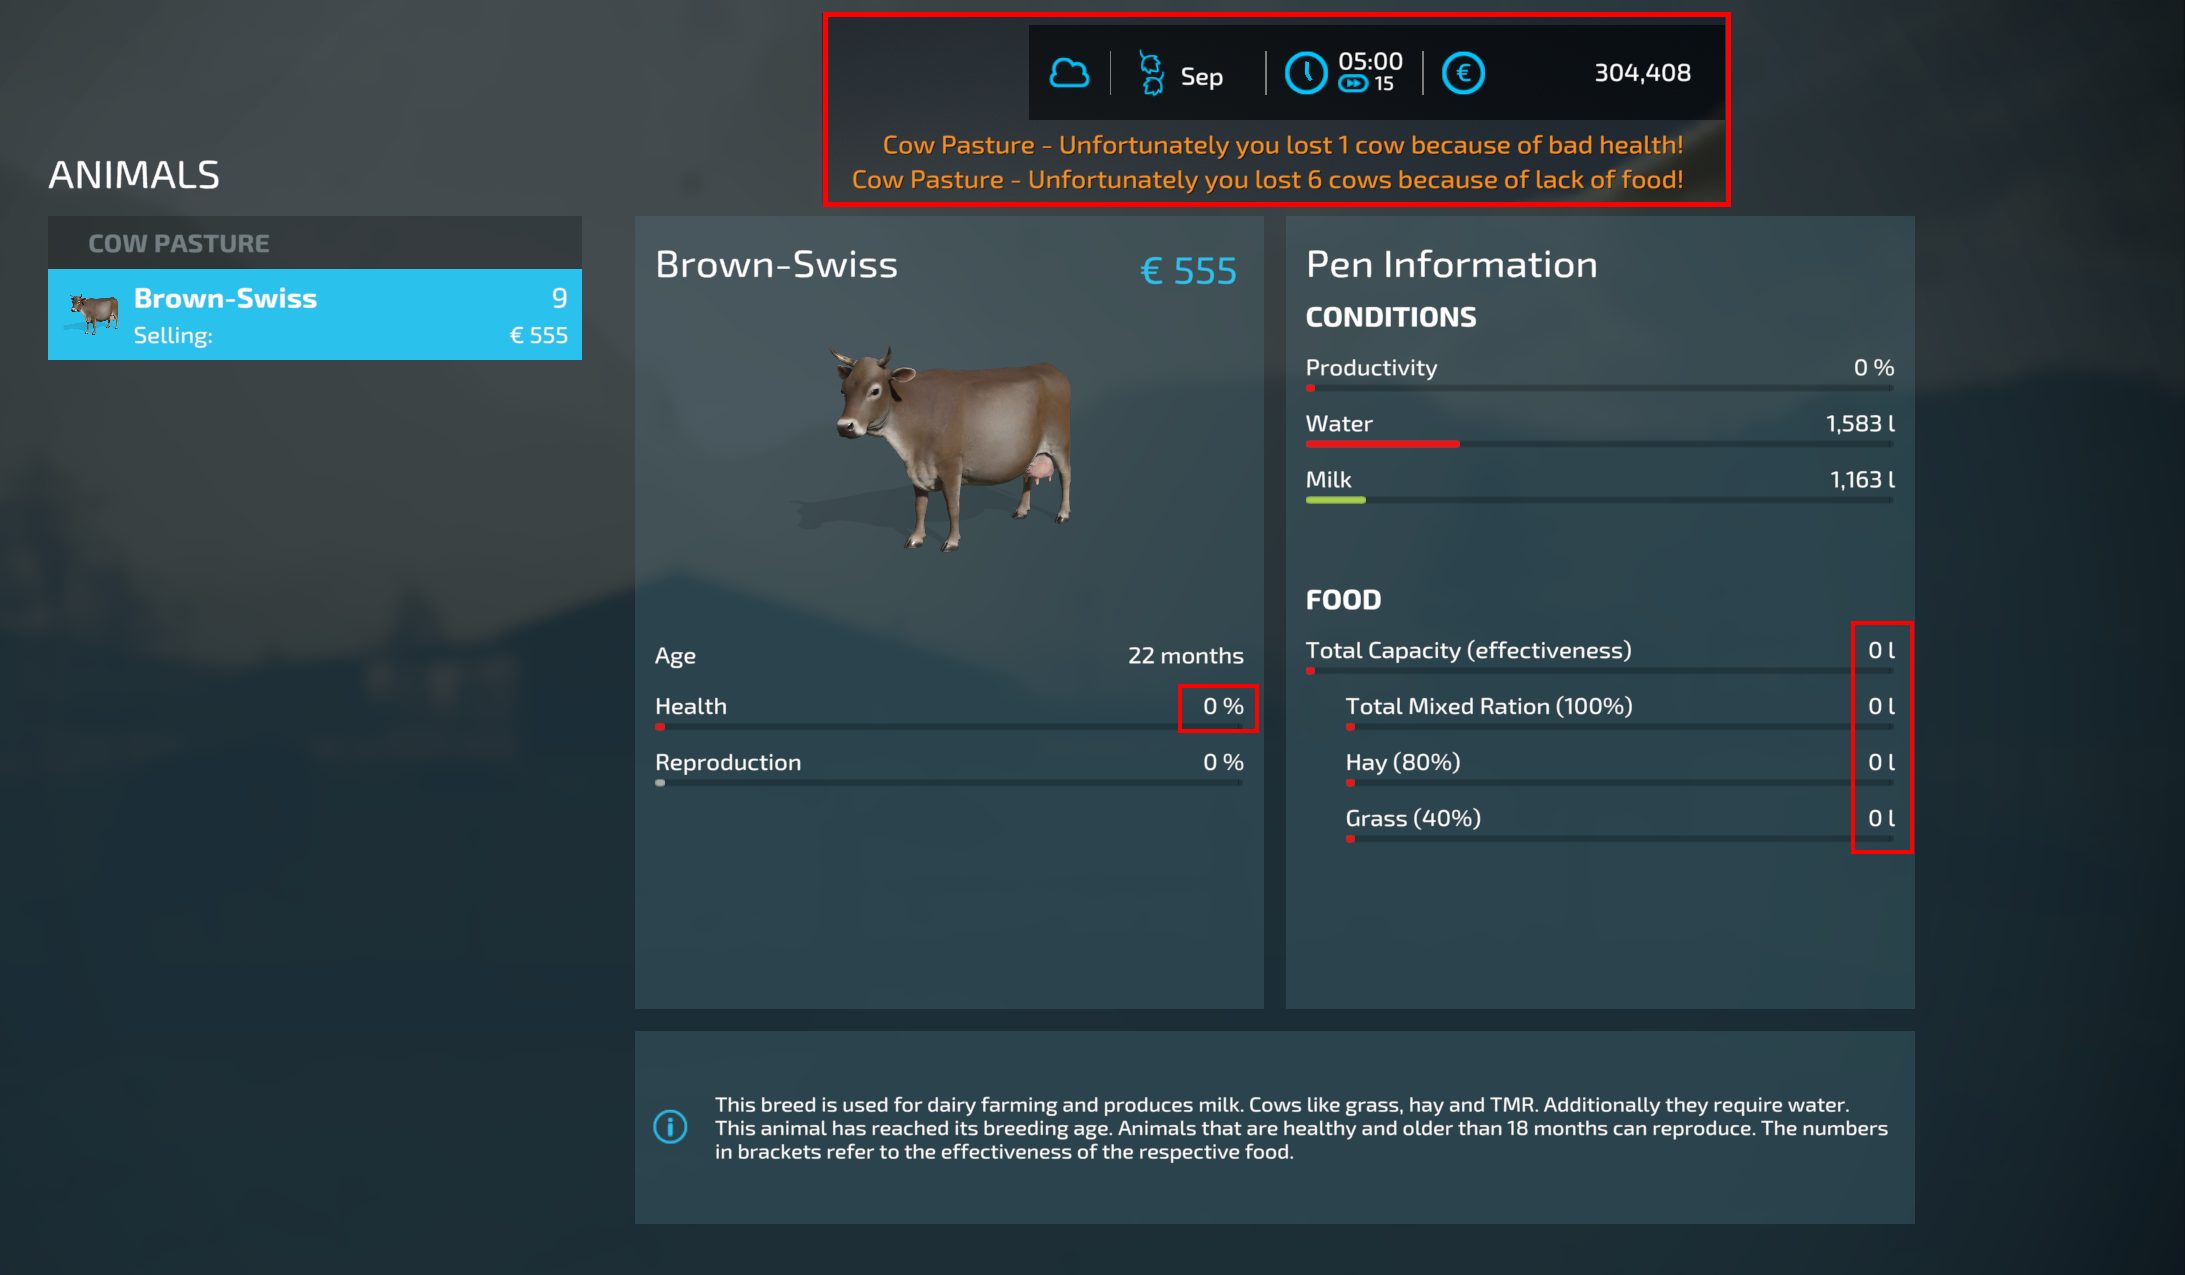 Sep
05:00
15
304,408
Cow Pasture - Unfortunately you lost 1 cow because of bad health!
Cow Pasture - Unfortunately you lost 6 cows because of lack of food!
ANIMALS
COW PASTURE
Brown-Swiss 9
Selling: € 555
Brown-Swiss € 555
Age 22 months
Health 0 %
Reproduction 0 %
Pen Information
CONDITIONS
Productivity 0 %
Water 1,583 l
Milk 1,163 l
FOOD
Total Capacity (effectiveness) 0 l
Total Mixed Ration (100%) 0 l
Hay (80%) 0 l
Grass (40%) 0 l
This breed is used for dairy farming and produces milk. Cows like grass, hay and TMR. Additionally they require water.
This animal has reached its breeding age. Animals that are healthy and older than 18 months can reproduce. The numbers
in brackets refer to the effectiveness of the respective food.